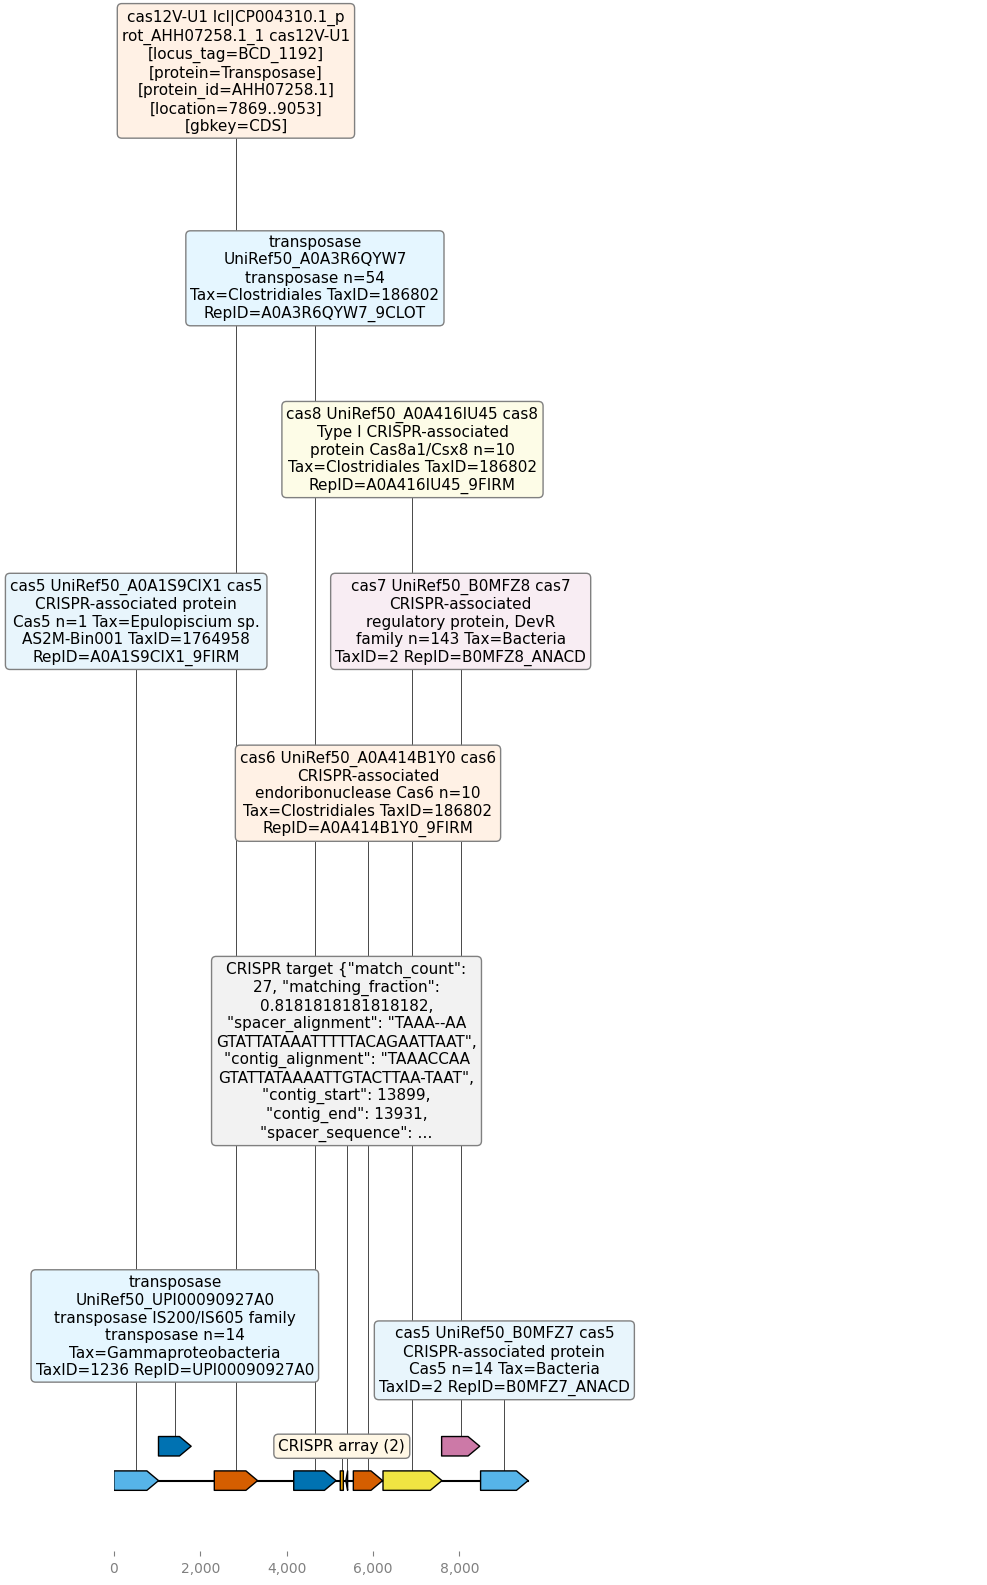 cas12V-U1 lcl|CP004310.1_p
rot_AHH07258.1_1 cas12V-U1
[locus_tag=BCD_1192]
[protein=Transposase]
[protein_id=AHH07258.1]
[location=7869..9053]
[gbkey=CDS]
transposase
UniRef50_A0A3R6QYW7
transposase n=54
Tax=Clostridiales TaxID=186802
RepID=A0A3R6QYW7_9CLOT
cas8 UniRef50_A0A416IU45 cas8
Type I CRISPR-associated
protein Cas8a1/Csx8 n=10
Tax=Clostridiales TaxID=186802
RepID=A0A416IU45_9FIRM
cas5 UniRef50_A0A1S9CIX1 cas5
CRISPR-associated protein
Cas5 n=1 Tax=Epulopiscium sp.
AS2M-Bin001 TaxID=1764958
RepID=A0A1S9CIX1_9FIRM
cas7 UniRef50_B0MFZ8 cas7
CRISPR-associated
regulatory protein, DevR
family n=143 Tax=Bacteria
TaxID=2 RepID=B0MFZ8_ANACD
cas6 UniRef50_A0A414B1Y0 cas6
CRISPR-associated
endoribonuclease Cas6 n=10
Tax=Clostridiales TaxID=186802
RepID=A0A414B1Y0_9FIRM
CRISPR target {"match_count":
27, "matching_fraction":
0.8181818181818182,
"spacer_alignment": "TAAA--AA
GTATTATAAATTTTTACAGAATTAAT",
"contig_alignment": "TAAACCAA
GTATTATAAAATTGTACTTAA-TAAT",
"contig_start": 13899,
"contig_end": 13931,
"spacer_sequence": ...
transposase
UniRef50_UPI00090927A0
transposase IS200/IS605 family
transposase n=14
Tax=Gammaproteobacteria
TaxID=1236 RepID=UPI00090927A0
cas5 UniRef50_B0MFZ7 cas5
CRISPR-associated protein
Cas5 n=14 Tax=Bacteria
TaxID=2 RepID=B0MFZ7_ANACD
CRISPR array (2)
0 2,000 4,000 6,000 8,000